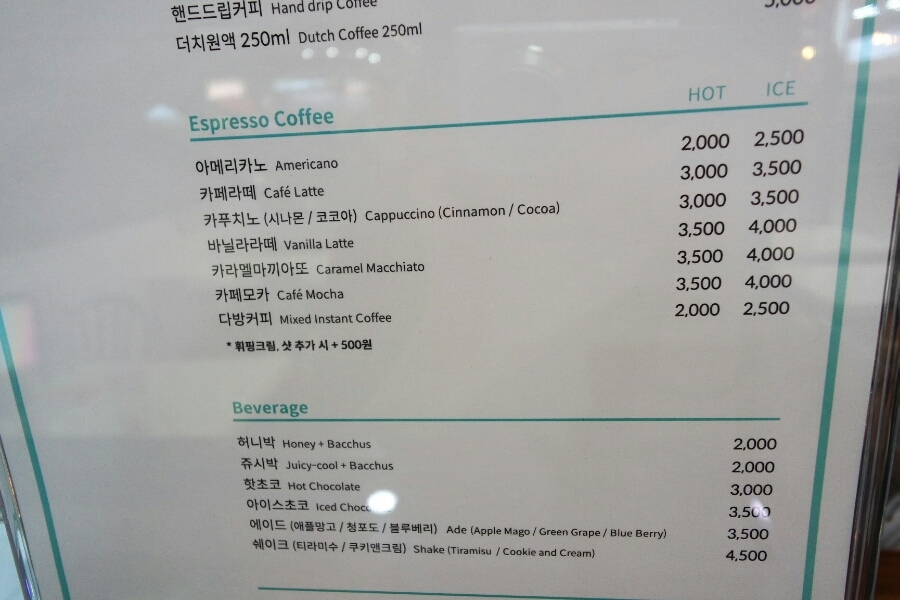 핸드드립커피 Hand drip Coffee
더치원액 250ml Dutch Coffee 250ml
HOT ICE
Espresso Coffee
아메리카노 Americano 2,000 2,500
카페라떼 Café Latte 3,000 3,500
카푸치노 (시나몬 / 코코아) Cappuccino (Cinnamon / Cocoa) 3,000 3,500
바닐라라떼 Vanilla Latte 3,500 4,000
카라멜마끼아또 Caramel Macchiato 3,500 4,000
카페모카 Café Mocha 3,500 4,000
다방커피 Mixed Instant Coffee 2,000 2,500
* 휘핑크림, 샷 추가 시 + 500원
Beverage
허니박 Honey + Bacchus 2,000
쥬시박 Juicy-cool + Bacchus 2,000
핫초코 Hot Chocolate 3,000
아이스초코 Iced 3,500
에이드 (애플망고 / 청포도 / 블루베리) Ade (Apple Mago / Green Grape / Blue Berry) 3,500
쉐이크 (티라미수 / 쿠키앤크림) Shake (Tiramisu / Cookie and Cream) 4,500